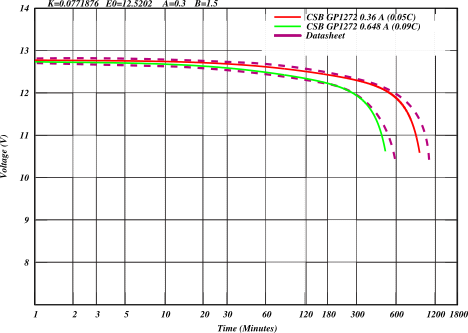 K=0.0771876 E0=12.5202 A=0.3 B=1.5
14
CSB GP1272 0.36 A (0.05C)
CSB GP1272 0.648 A (0.09C)
Datasheet
13
12
11
10
9
8
Voltage (V)
1 2 3 5 10 20 30 60 120 180 300 600 1200 1800
Time (Minutes)